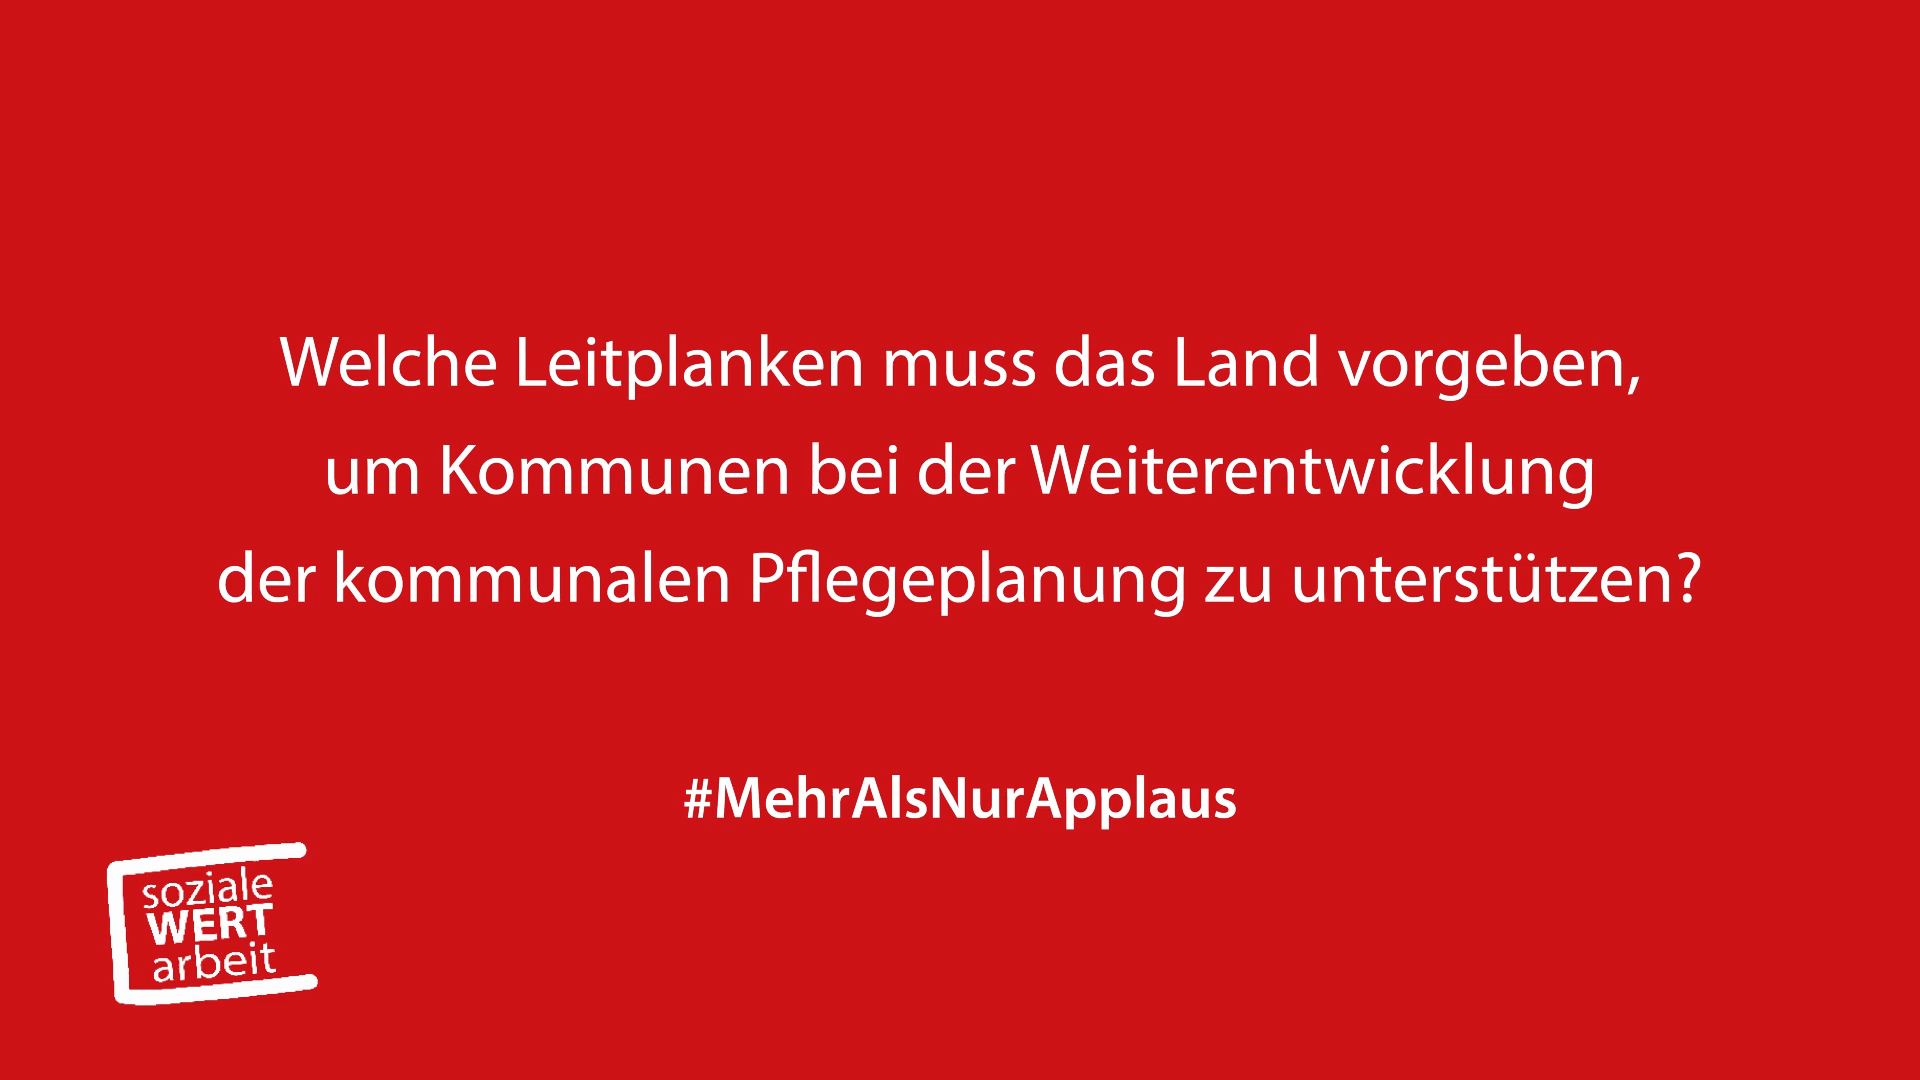 Welche Leitplanken muss das Land vorgeben,
um Kommunen bei der Weiterentwicklung
der kommunalen Pflegeplanung zu unterstützen?
#MehrAlsNurApplaus
soziale
WERT
arbeit